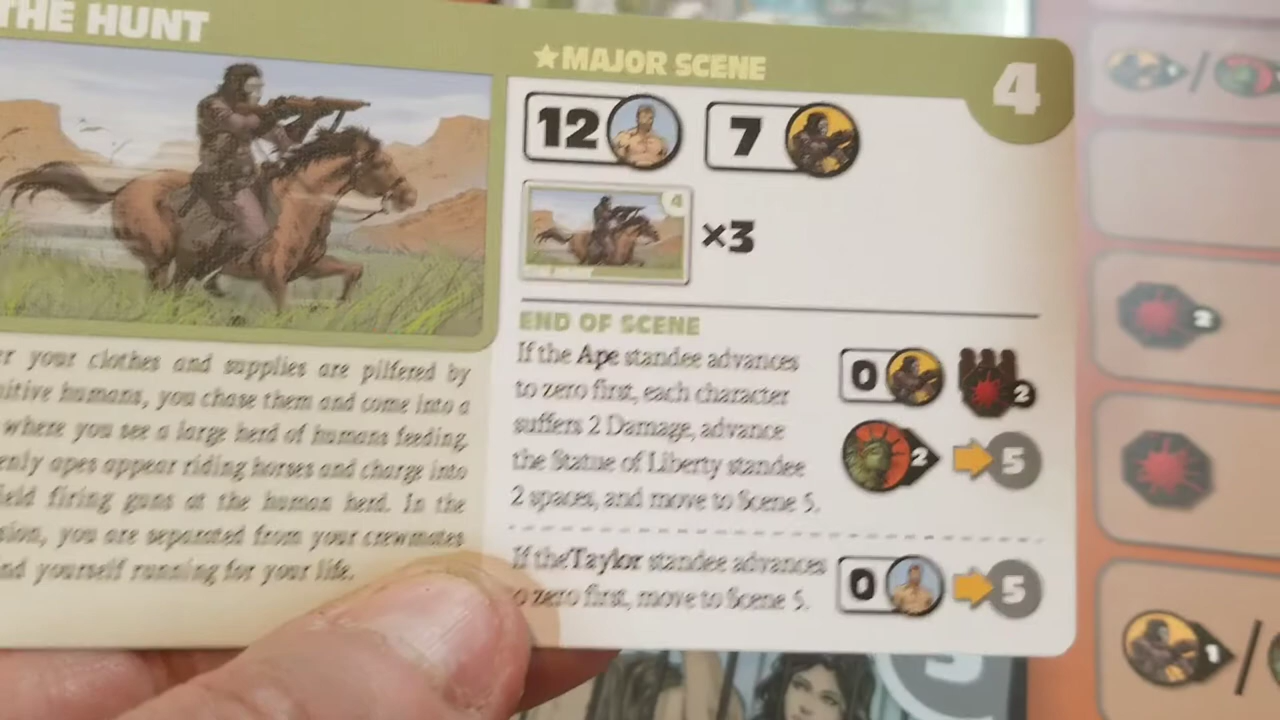 THE HUNT
★MAJOR SCENE
4
12
7
4
×3
er your clothes and supplies are pilfered by
itive humans, you chase them and come into a
where you see a large herd of humans feeding,
enly apes appear riding horses and charge into
ield firing guns at the human herd. In the
sion, you are separated from your crewmates
nd yourself running for your life.
END OF SCENE
If the Ape standee advances
to zero first, each character
suffers 2 Damage, advance
the Statue of Liberty standee
2 spaces, and move to Scene 5.
0
2
2
5
If the Taylor standee advances
o zero first, move to Scene 5.
0
5
/
2
1 /